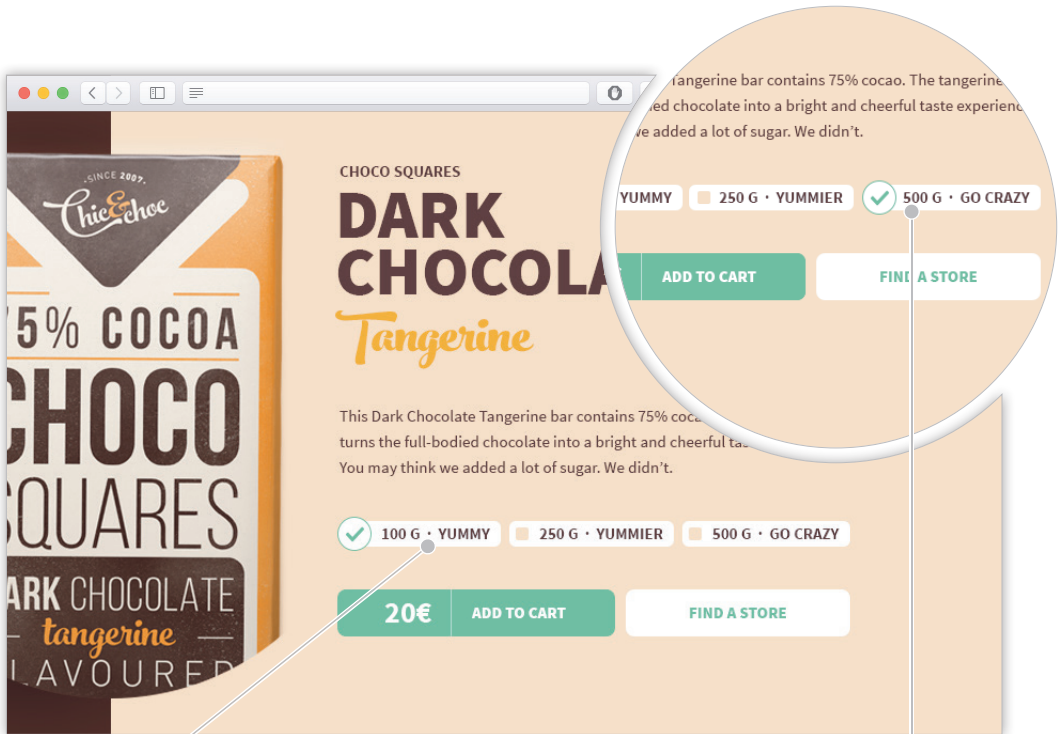 ·SINCE 2007·
Chic&choc
75% COCOA
CHOCO
SQUARES
DARK CHOCOLATE
tangerine
FLAVOURED
CHOCO SQUARES
DARK
CHOCOLA
Tangerine
This Dark Chocolate Tangerine bar contains 75% coc
turns the full-bodied chocolate into a bright and cheerful tas
You may think we added a lot of sugar. We didn't.
100 G · YUMMY
250 G · YUMMIER
500 G · GO CRAZY
20€
ADD TO CART
FIND A STORE
Tangerine bar contains 75% cocao. The tangerine
ied chocolate into a bright and cheerful taste experienc
we added a lot of sugar. We didn't.
YUMMY
250 G · YUMMIER
500 G · GO CRAZY
ADD TO CART
FIND A STORE